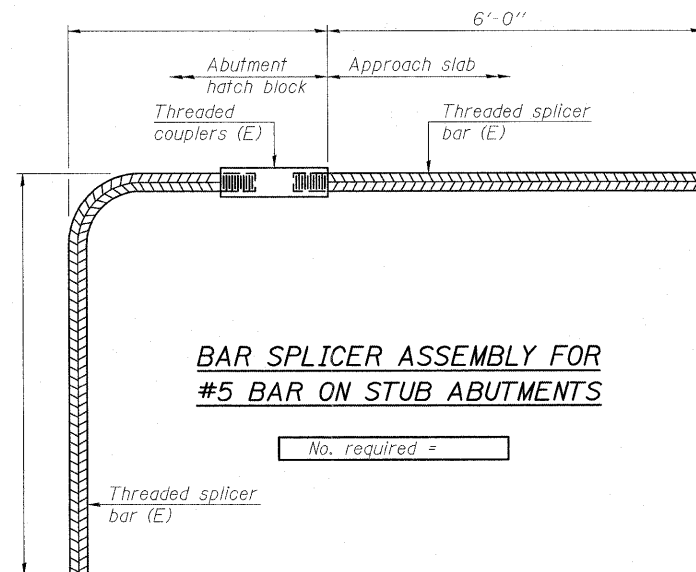 6'-0"
Abutment
hatch block
Approach slab
Threaded
couplers (E)
Threaded splicer
bar (E)
BAR SPLICER ASSEMBLY FOR
#5 BAR ON STUB ABUTMENTS
No. required =
Threaded splicer
bar (E)